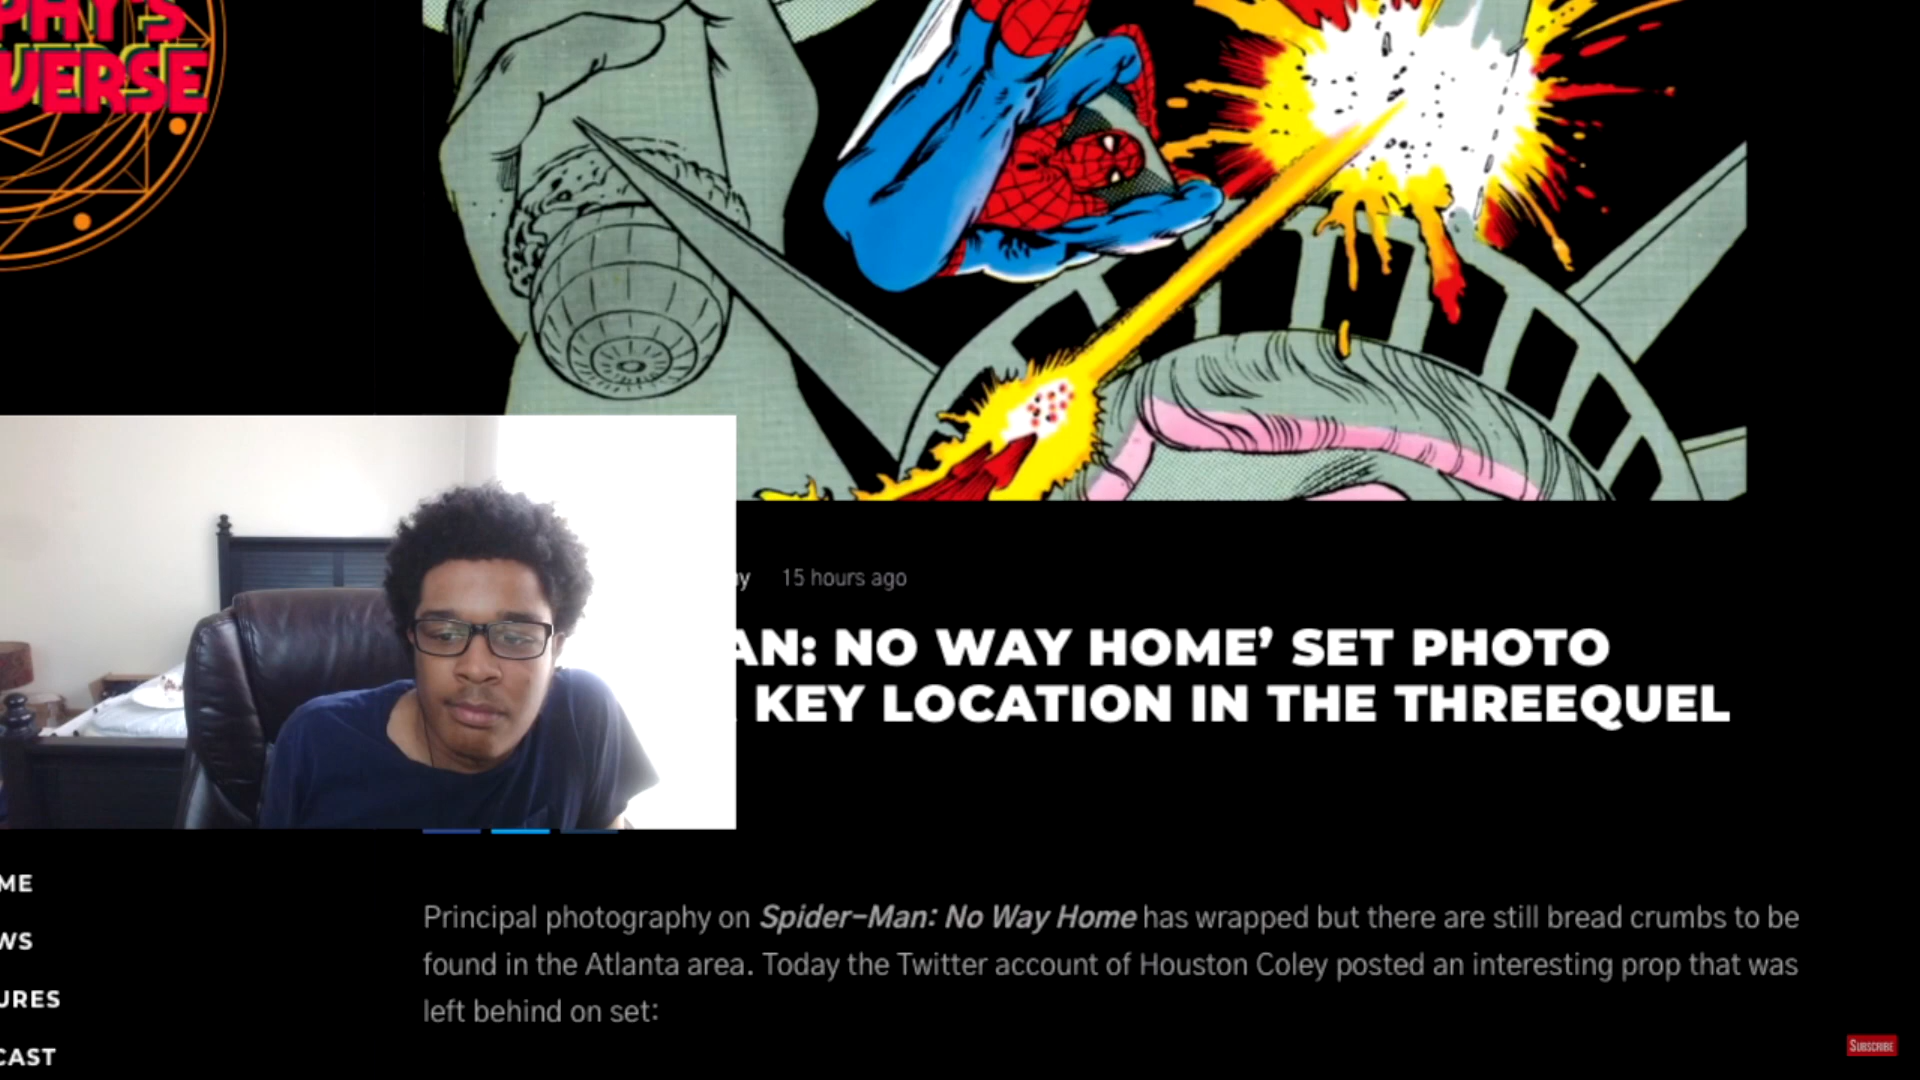 PHY'S
VERSE
15 hours ago
AN: NO WAY HOME’ SET PHOTO
KEY LOCATION IN THE THREEQUEL
ME
WS
URES
CAST
Principal photography on Spider-Man: No Way Home has wrapped but there are still bread crumbs to be
found in the Atlanta area. Today the Twitter account of Houston Coley posted an interesting prop that was
left behind on set:
SUBSCRIBE